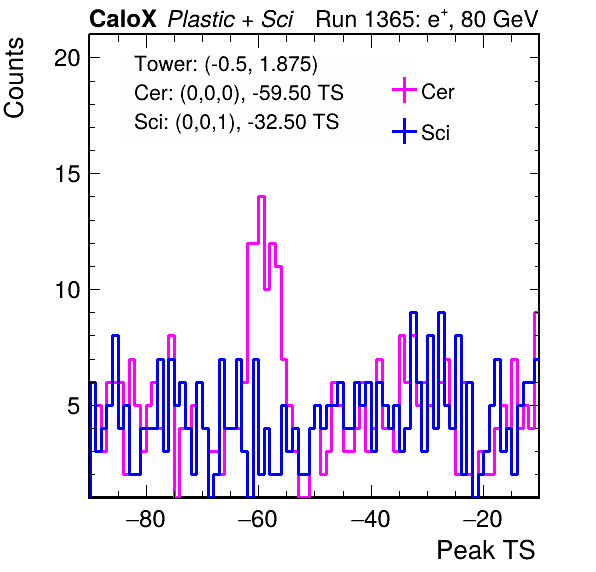 CaloX Plastic + Sci Run 1365: e+, 80 GeV
Tower: (-0.5, 1.875)
Cer: (0,0,0), -59.50 TS
Sci: (0,0,1), -32.50 TS
Cer
Sci
Counts
20
15
10
5
−80 −60 −40 −20
Peak TS